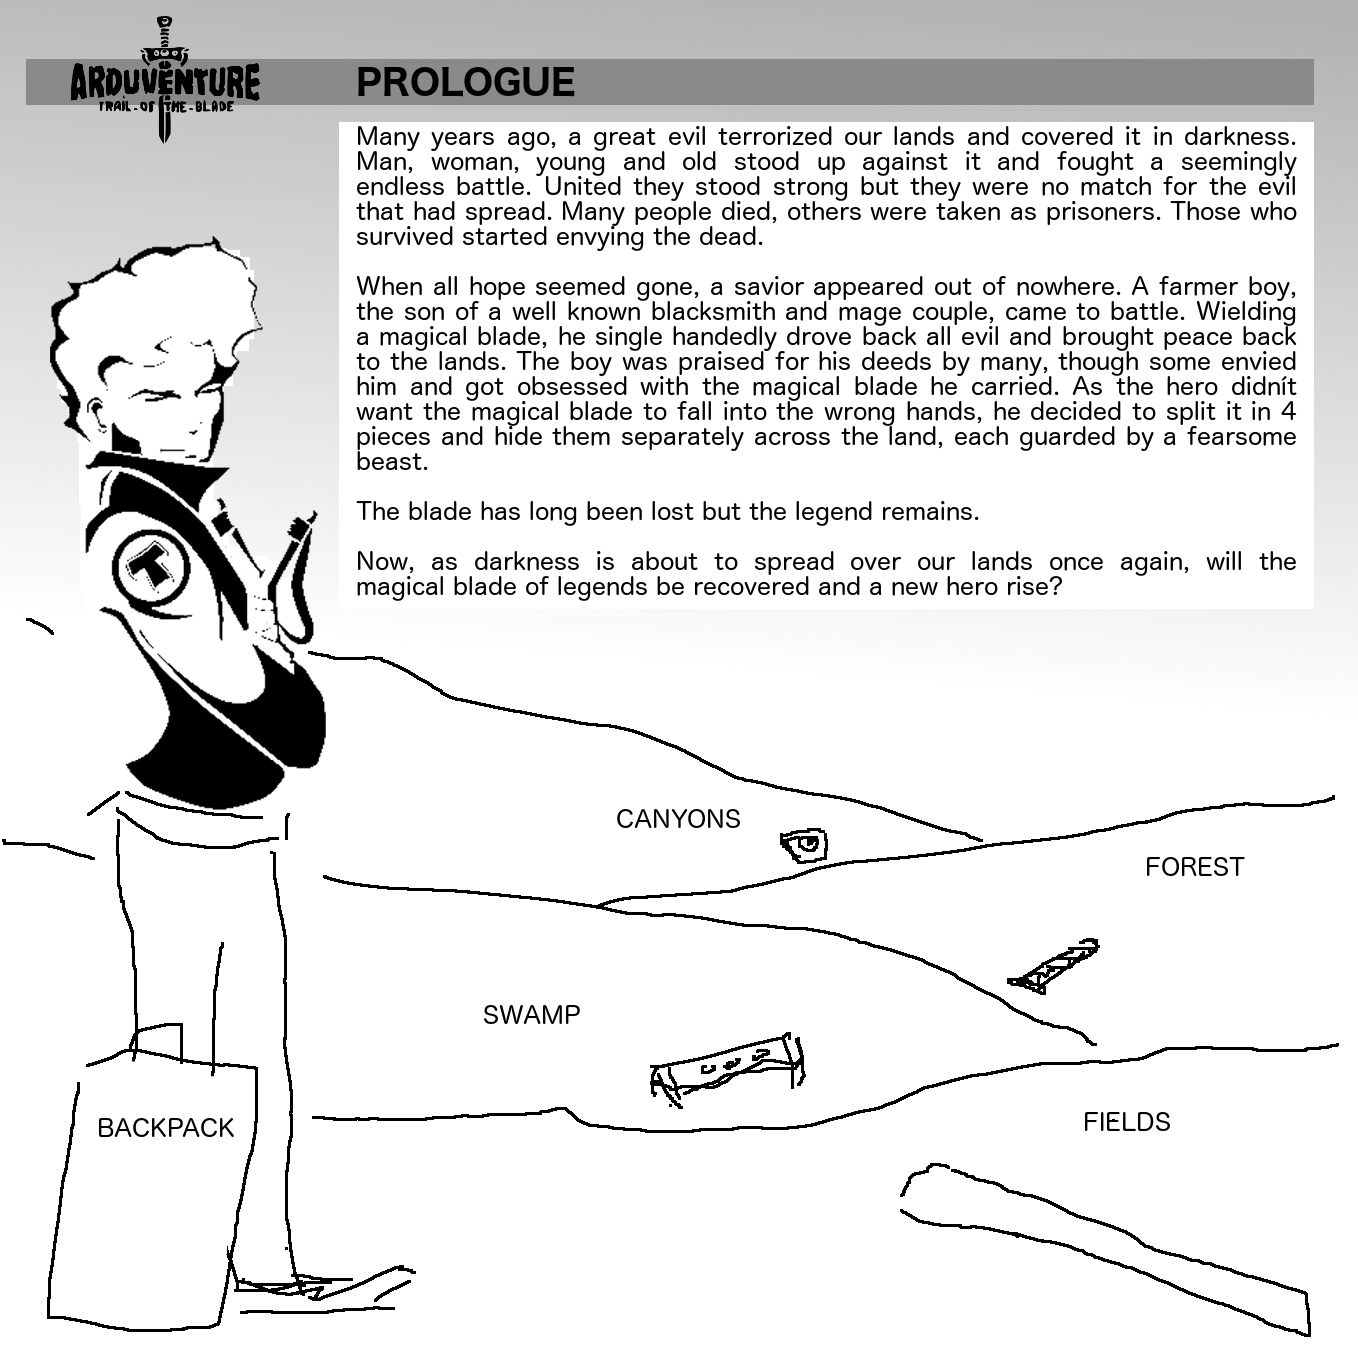 ARDUVENTURE
TRAIL-OF THE-BLADE
PROLOGUE
Many years ago, a great evil terrorized our lands and covered it in darkness.
Man, woman, young and old stood up against it and fought a seemingly
endless battle. United they stood strong but they were no match for the evil
that had spread. Many people died, others were taken as prisoners. Those who
survived started envying the dead.
When all hope seemed gone, a savior appeared out of nowhere. A farmer boy,
the son of a well known blacksmith and mage couple, came to battle. Wielding
a magical blade, he single handedly drove back all evil and brought peace back
to the lands. The boy was praised for his deeds by many, though some envied
him and got obsessed with the magical blade he carried. As the hero didnít
want the magical blade to fall into the wrong hands, he decided to split it in 4
pieces and hide them separately across the land, each guarded by a fearsome
beast.
The blade has long been lost but the legend remains.
Now, as darkness is about to spread over our lands once again, will the
magical blade of legends be recovered and a new hero rise?
T
CANYONS
FOREST
SWAMP
FIELDS
BACKPACK